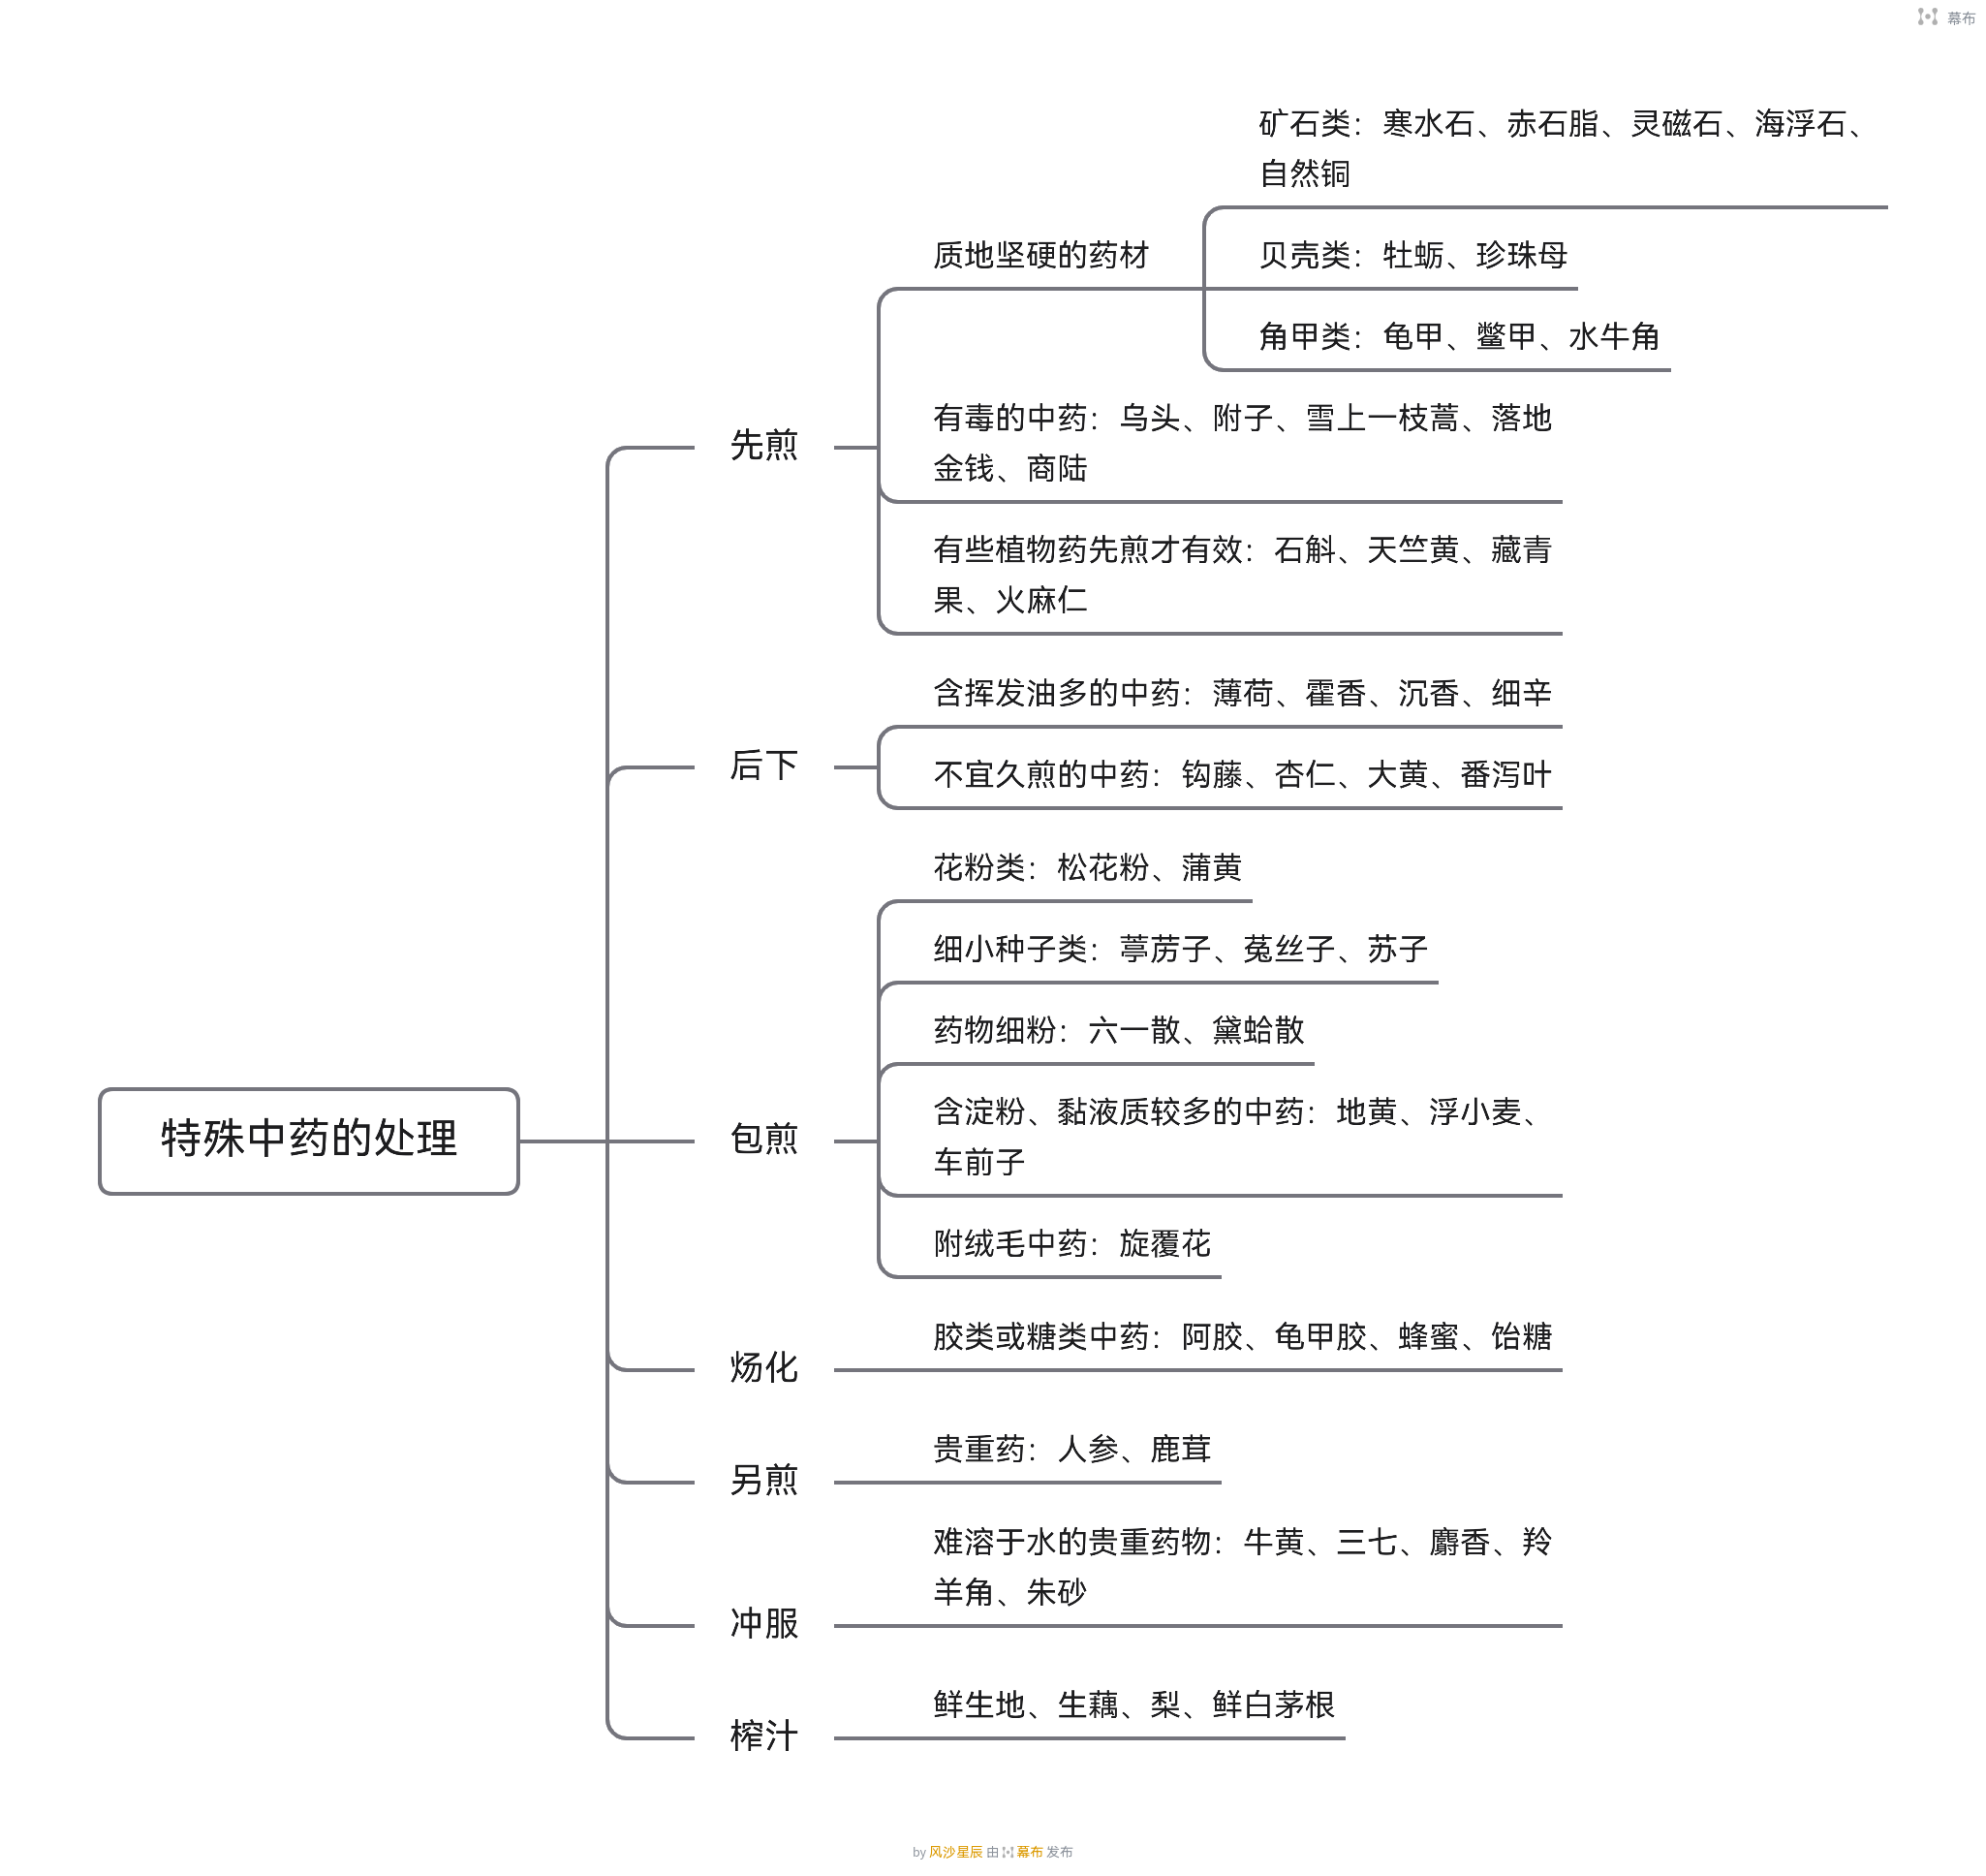 幕布
特殊中药的处理
先煎
质地坚硬的药材
矿石类：寒水石、赤石脂、灵磁石、海浮石、
自然铜
贝壳类：牡蛎、珍珠母
角甲类：龟甲、鳖甲、水牛角
有毒的中药：乌头、附子、雪上一枝蒿、落地
金钱、商陆
有些植物药先煎才有效：石斛、天竺黄、藏青
果、火麻仁
后下
含挥发油多的中药：薄荷、霍香、沉香、细辛
不宜久煎的中药：钩藤、杏仁、大黄、番泻叶
包煎
花粉类：松花粉、蒲黄
细小种子类：葶苈子、菟丝子、苏子
药物细粉：六一散、黛蛤散
含淀粉、黏液质较多的中药：地黄、浮小麦、
车前子
附绒毛中药：旋覆花
炀化
胶类或糖类中药：阿胶、龟甲胶、蜂蜜、饴糖
另煎
贵重药：人参、鹿茸
冲服
难溶于水的贵重药物：牛黄、三七、麝香、羚
羊角、朱砂
榨汁
鲜生地、生藕、梨、鲜白茅根
by 风沙星辰 由 幕布 发布